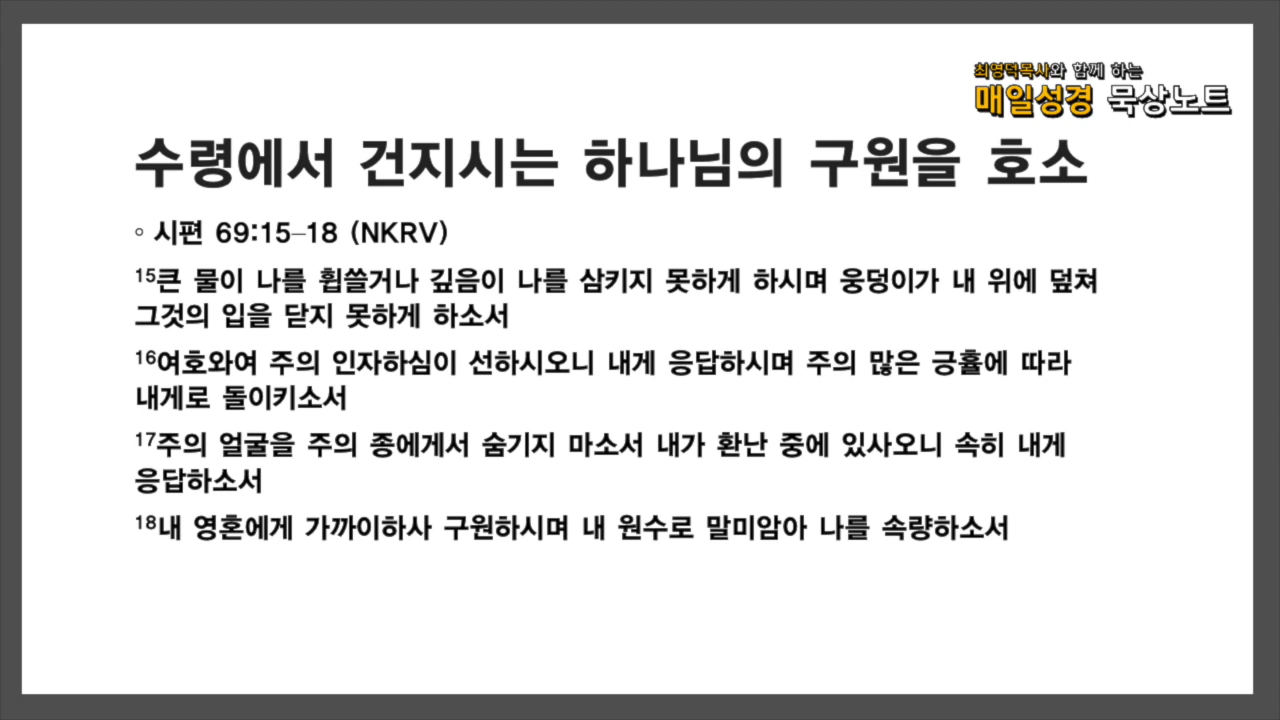 최영덕목사와 함께 하는
매일성경 묵상노트
수령에서 건지시는 하나님의 구원을 호소
◦ 시편 69:15–18 (NKRV)
15큰 물이 나를 휩쓸거나 깊음이 나를 삼키지 못하게 하시며 웅덩이가 내 위에 덮쳐
그것의 입을 닫지 못하게 하소서
16여호와여 주의 인자하심이 선하시오니 내게 응답하시며 주의 많은 긍휼에 따라
내게로 돌이키소서
17주의 얼굴을 주의 종에게서 숨기지 마소서 내가 환난 중에 있사오니 속히 내게
응답하소서
18내 영혼에게 가까이하사 구원하시며 내 원수로 말미암아 나를 속량하소서